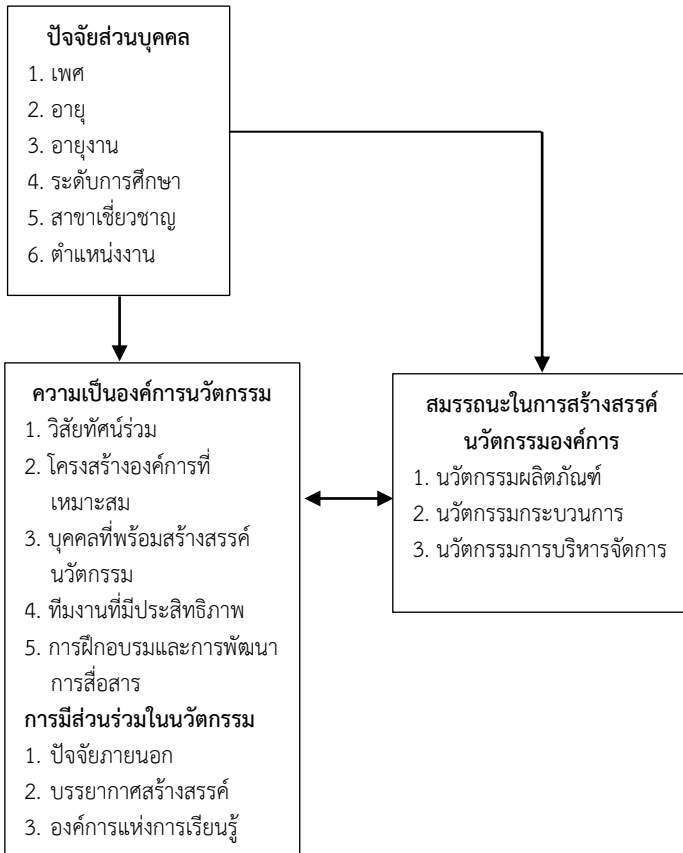 ปัจจัยส่วนบุคคล
1. เพศ
2. อายุ
3. อายุงาน
4. ระดับการศึกษา
5. สาขาเชี่ยวชาญ
6. ตำแหน่งงาน
ความเป็นองค์การนวัตกรรม
1. วิสัยทัศน์ร่วม
2. โครงสร้างองค์การที่
เหมาะสม
3. บุคคลที่พร้อมสร้างสรรค์
นวัตกรรม
4. ทีมงานที่มีประสิทธิภาพ
5. การฝึกอบรมและการพัฒนา
การสื่อสาร
การมีส่วนร่วมในนวัตกรรม
1. ปัจจัยภายนอก
2. บรรยากาศสร้างสรรค์
3. องค์การแห่งการเรียนรู้
สมรรถนะในการสร้างสรรค์
นวัตกรรมองค์การ
1. นวัตกรรมผลิตภัณฑ์
2. นวัตกรรมกระบวนการ
3. นวัตกรรมการบริหารจัดการ